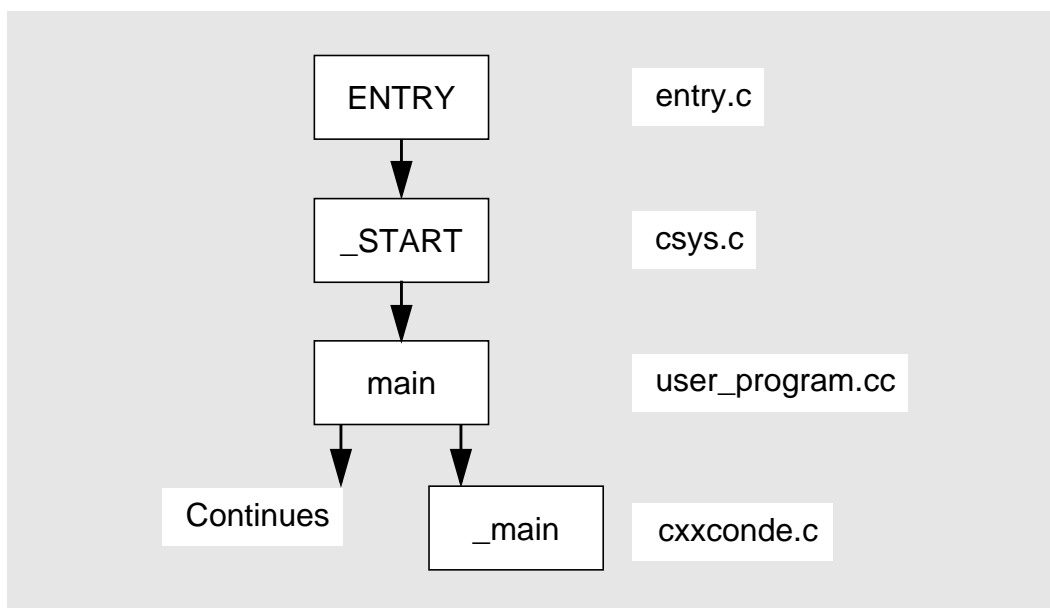 ENTRY
entry.c
_START
csys.c
main
user_program.cc
Continues
_main
cxxconde.c